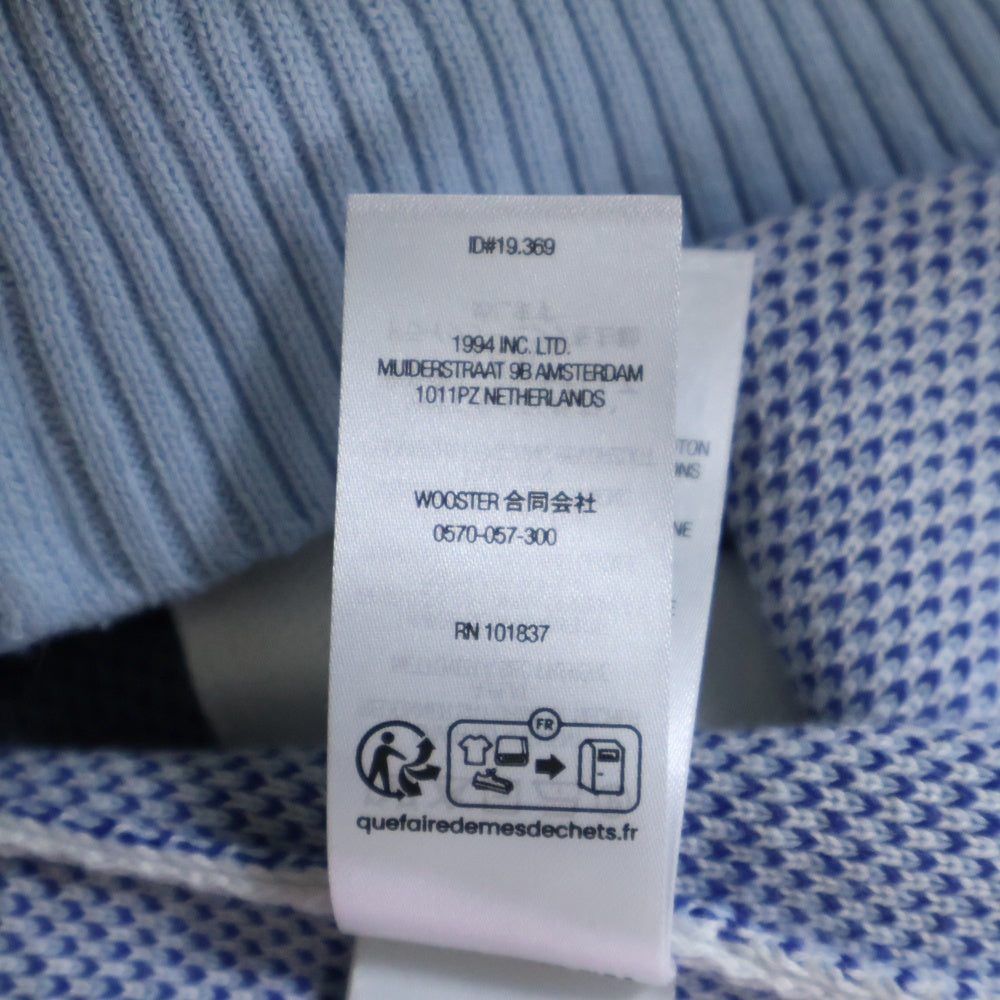 ID#19.369
1994 INC. LTD.
MUIDERSTRAAT 9B AMSTERDAM
1011PZ NETHERLANDS
WOOSTER 合同会社
0570-057-300
RN 101837
FR
quefairedemesdechets.fr